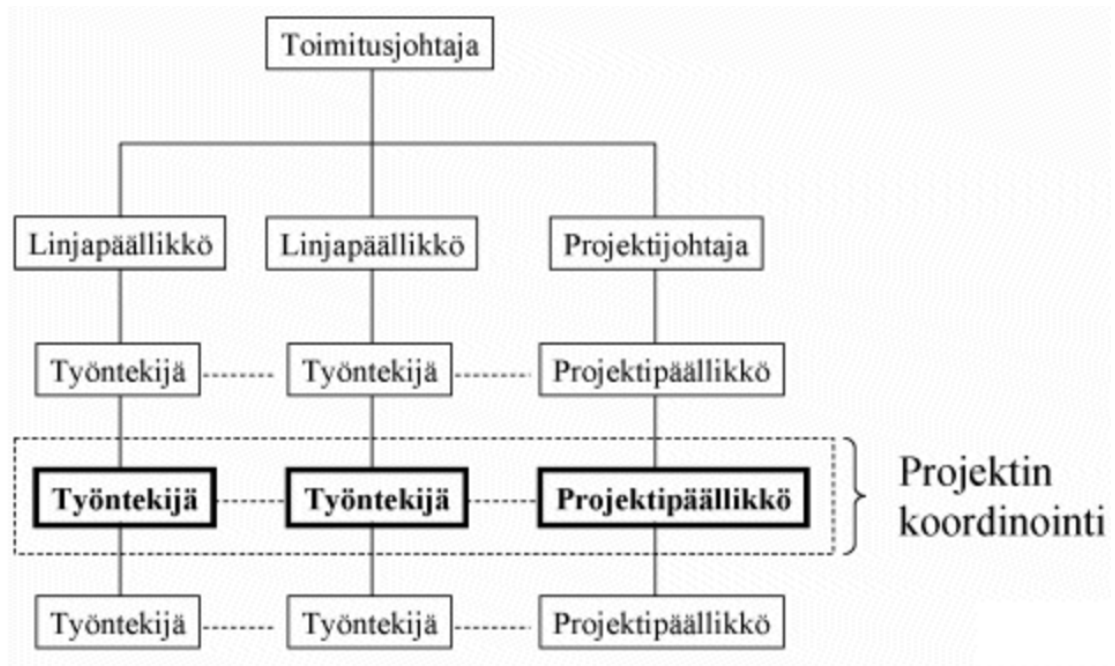 Toimitusjohtaja
Linjapäällikkö Linjapäällikkö Projektijohtaja
Työntekijä Työntekijä Projektipäällikkö
Työntekijä Työntekijä Projektipäällikkö
Projektin
koordinointi
Työntekijä Työntekijä Projektipäällikkö